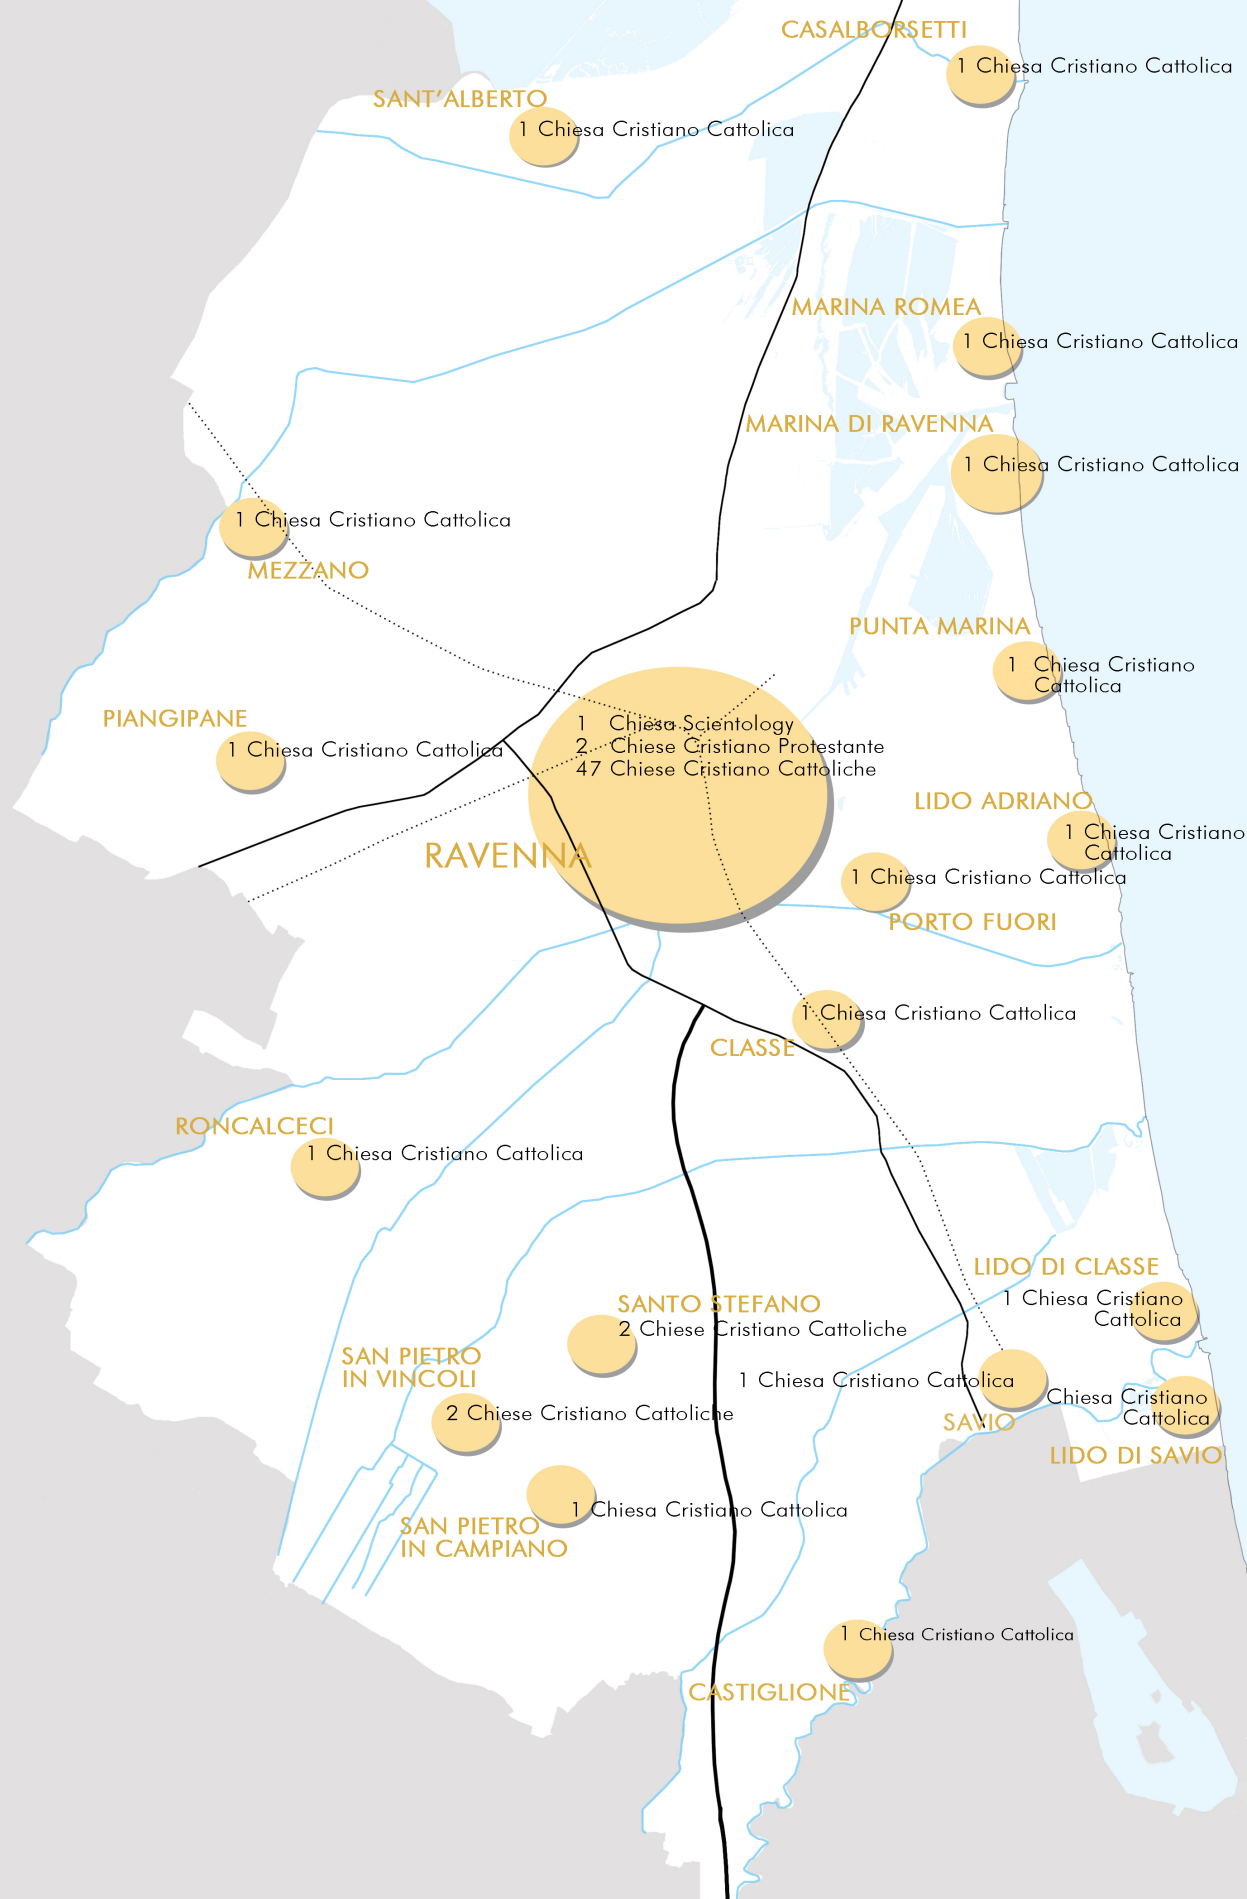 CASALBORSETTI
1 Chiesa Cristiano Cattolica
SANT'ALBERTO
1 Chiesa Cristiano Cattolica
MARINA ROMEA
1 Chiesa Cristiano Cattolica
MARINA DI RAVENNA
1 Chiesa Cristiano Cattolica
1 Chiesa Cristiano Cattolica
MEZZANO
PUNTA MARINA
1 Chiesa Cristiano
Cattolica
PIANGIPANE
1 Chiesa Cristiano Cattolica
1 Chiesa Scientology
2 Chiese Cristiano Protestante
47 Chiese Cristiano Cattoliche
RAVENNA
LIDO ADRIANO
1 Chiesa Cristiano
Cattolica
1 Chiesa Cristiano Cattolica
PORTO FUORI
1 Chiesa Cristiano Cattolica
CLASSE
RONCALCECI
1 Chiesa Cristiano Cattolica
LIDO DI CLASSE
1 Chiesa Cristiano
Cattolica
SANTO STEFANO
2 Chiese Cristiano Cattoliche
SAN PIETRO
IN VINCOLI
2 Chiese Cristiano Cattoliche
1 Chiesa Cristiano Cattolica
SAVIO
Chiesa Cristiano
Cattolica
LIDO DI SAVIO
1 Chiesa Cristiano Cattolica
SAN PIETRO
IN CAMPIANO
1 Chiesa Cristiano Cattolica
CASTIGLIONE